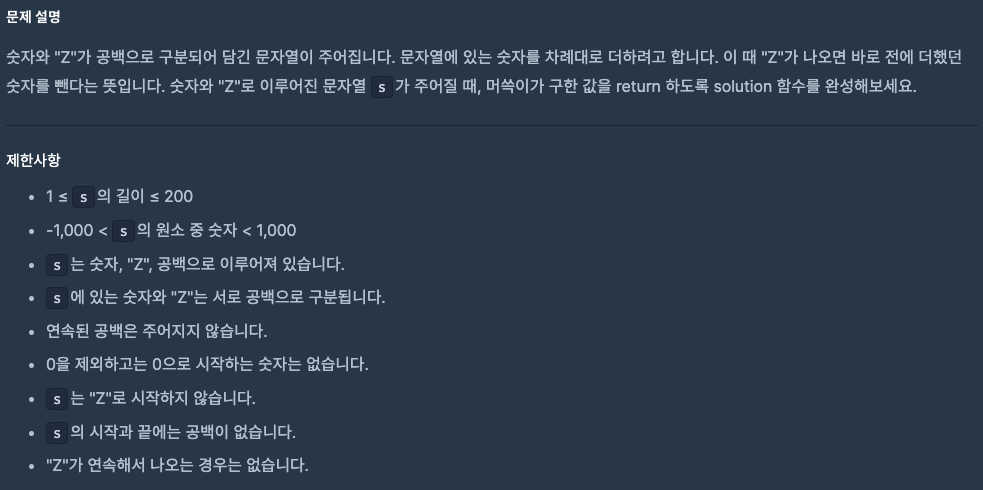 문제 설명
숫자와 "Z"가 공백으로 구분되어 담긴 문자열이 주어집니다. 문자열에 있는 숫자를 차례대로 더하려고 합니다. 이 때 "Z"가 나오면 바로 전에 더했던
숫자를 뺀다는 뜻입니다. 숫자와 "Z"로 이루어진 문자열 s가 주어질 때, 머쓱이가 구한 값을 return 하도록 solution 함수를 완성해보세요.
제한사항
• 1 ≤ s의 길이 ≤ 200
• -1,000 < s의 원소 중 숫자 < 1,000
• s는 숫자, "Z", 공백으로 이루어져 있습니다.
• s에 있는 숫자와 "Z"는 서로 공백으로 구분됩니다.
• 연속된 공백은 주어지지 않습니다.
• 0을 제외하고는 0으로 시작하는 숫자는 없습니다.
• s는 "Z"로 시작하지 않습니다.
• s의 시작과 끝에는 공백이 없습니다.
• "Z"가 연속해서 나오는 경우는 없습니다.